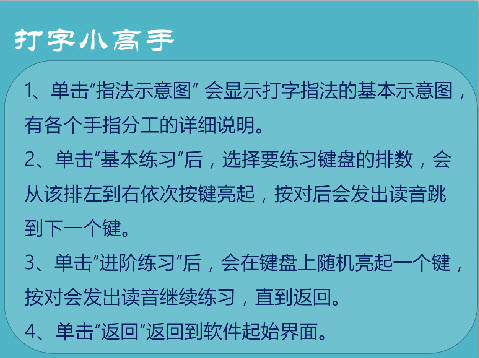 打字小高手
1、单击“指法示意图” 会显示打字指法的基本示意图，
有各个手指分工的详细说明。
2、单击“基本练习”后，选择要练习键盘的排数，会
从该排左到右依次按键亮起，按对后会发出读音跳
到下一个键。
3、单击“进阶练习”后，会在键盘上随机亮起一个键，
按对会发出读音继续练习，直到返回。
4、单击“返回”返回到软件起始界面。